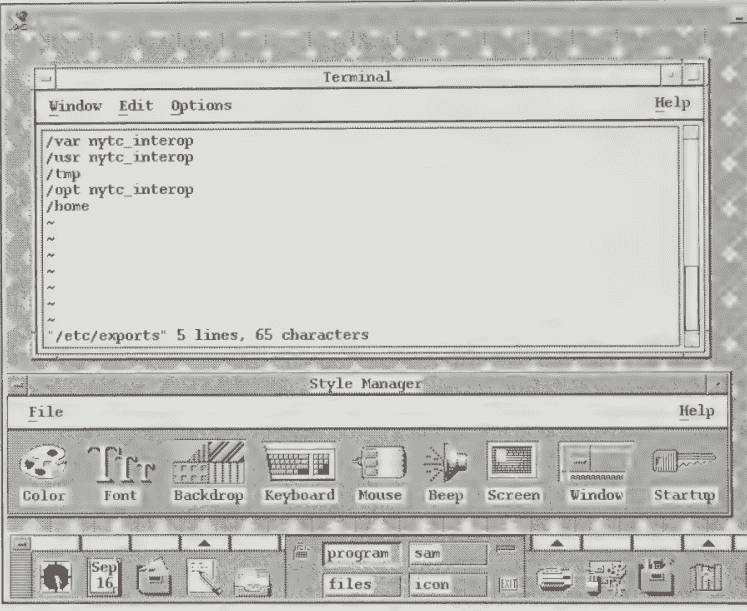 Terminal
Window Edit Options Help
/var nytc_interop
/usr nytc_interop
/tmp
/opt nytc_interop
/home
~
~
~
~
~
~
~
"/etc/exports" 5 lines, 65 characters
Style Manager
File Help
Color Font Backdrop Keyboard Mouse Beep Screen Window Startup
program sam
Sep
16
files icon EXIT